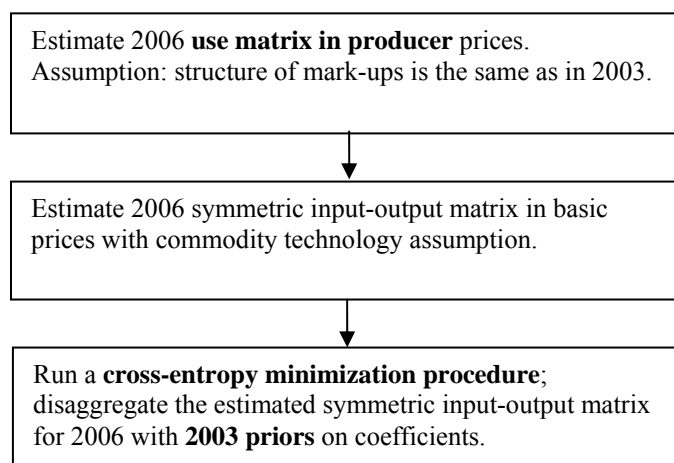 Estimate 2006 use matrix in producer prices.
Assumption: structure of mark-ups is the same as in 2003.
Estimate 2006 symmetric input-output matrix in basic
prices with commodity technology assumption.
Run a cross-entropy minimization procedure;
disaggregate the estimated symmetric input-output matrix
for 2006 with 2003 priors on coefficients.